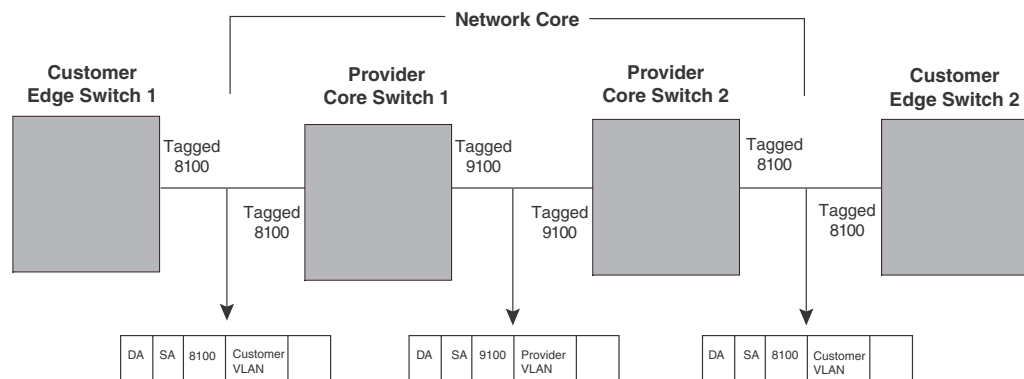 Network Core
Customer
Edge Switch 1
Provider
Core Switch 1
Provider
Core Switch 2
Customer
Edge Switch 2
Tagged
8100
Tagged
8100
Tagged
9100
Tagged
9100
Tagged
8100
Tagged
8100
DA SA 8100 Customer
VLAN
DA SA 9100 Provider
VLAN
DA SA 8100 Customer
VLAN